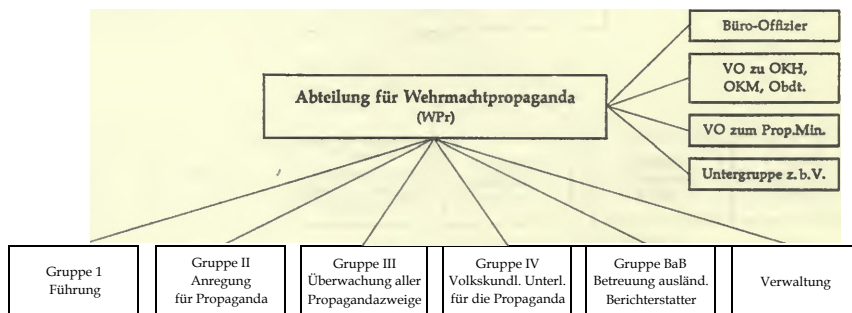 Büro-Offizier
VO zu OKH,
OKM, Obdt.
Abteilung für Wehrmachtpropaganda
(WPr)
VO zum Prop.Min.
Untergruppe z.b.V.
Gruppe 1
Führung
Gruppe II
Anregung
für Propaganda
Gruppe III
Überwachung aller
Propagandazweige
Gruppe IV
Volkskundl. Unterl.
für die Propaganda
Gruppe BaB
Betreuung ausländ.
Berichterstatter
Verwaltung